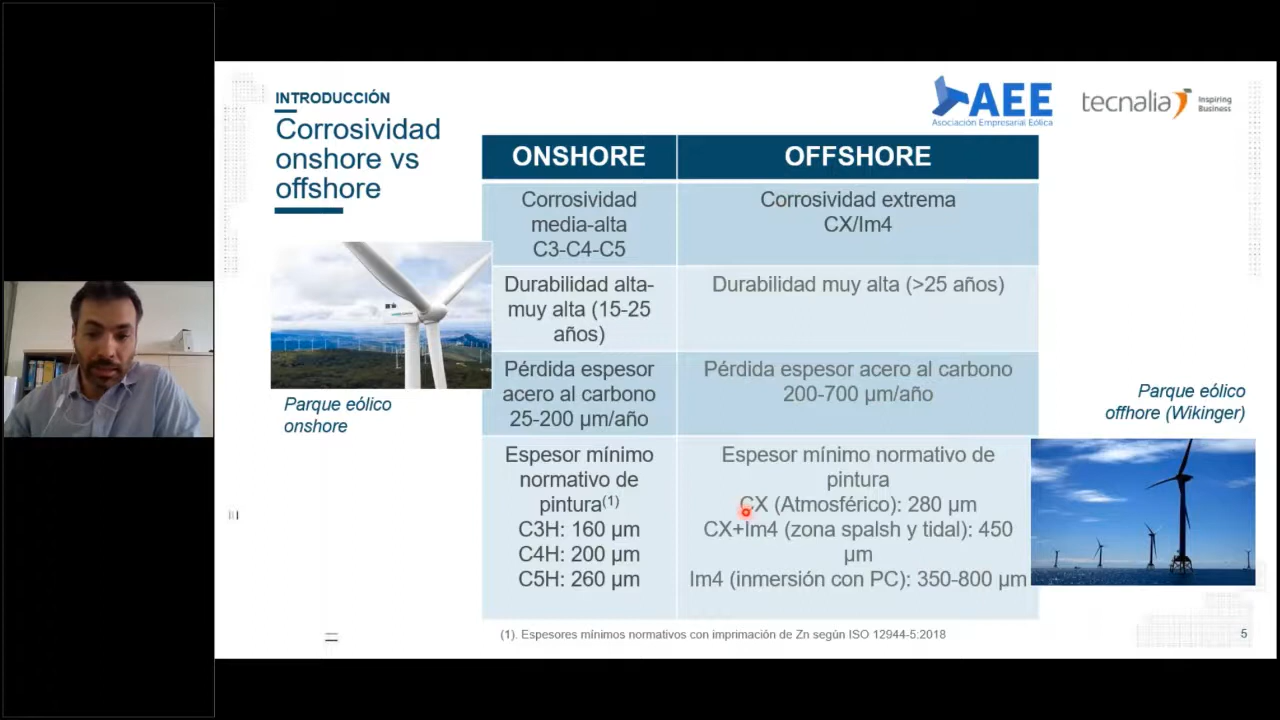 INTRODUCCIÓN
Corrosividad
onshore vs
offshore
AEE
Asociación Empresarial Eólica
tecnalia
Inspiring
Business
ONSHORE
OFFSHORE
Corrosividad
media-alta
C3-C4-C5
Corrosividad extrema
CX/Im4
Durabilidad alta-
muy alta (15-25
años)
Durabilidad muy alta (>25 años)
Pérdida espesor
acero al carbono
25-200 µm/año
Pérdida espesor acero al carbono
200-700 µm/año
Espesor mínimo
normativo de
pintura(1)
C3H: 160 µm
C4H: 200 µm
C5H: 260 µm
Espesor mínimo normativo de
pintura
CX (Atmosférico): 280 µm
CX+Im4 (zona spalsh y tidal): 450
µm
Im4 (inmersión con PC): 350-800 µm
Parque eólico
onshore
Parque eólico
offhore (Wikinger)
(1). Espesores mínimos normativos con imprimación de Zn según ISO 12944-5:2018
5